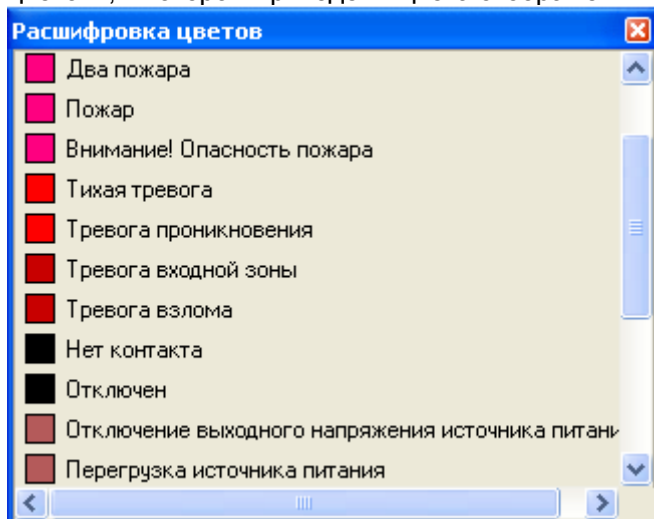 Расшифровка цветов
Два пожара
Пожар
Внимание! Опасность пожара
Тихая тревога
Тревога проникновения
Тревога входной зоны
Тревога взлома
Нет контакта
Отключен
Отключение выходного напряжения источника питани
Перегрузка источника питания